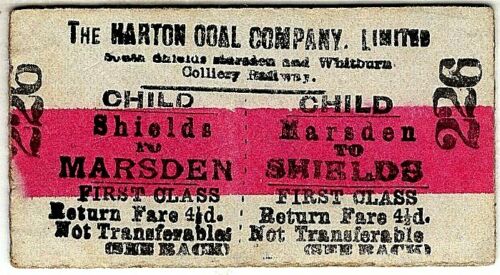 THE HARTON COAL COMPANY, LIMITED
South Shields Marsden and Whitburn
Colliery Railway.
CHILD CHILD
Shields Marsden
TO TO
MARSDEN SHIELDS
FIRST CLASS FIRST CLASS
Return Fare 4½d. Return Fare 4½d.
Not Transferable Not Transferable
(SEE BACK) (SEE BACK)
226 226